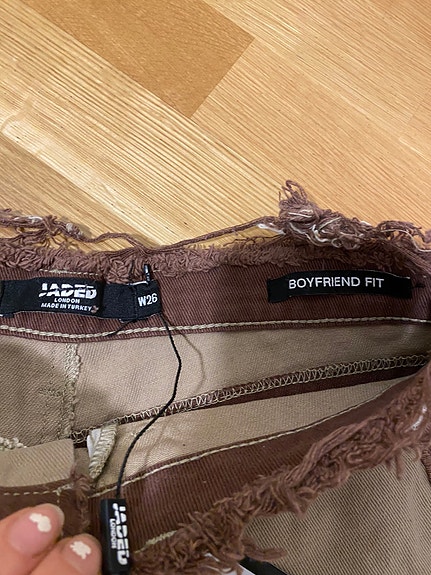 JADED
LONDON
MADE IN TURKEY
W26
BOYFRIEND FIT
JADED
LONDON